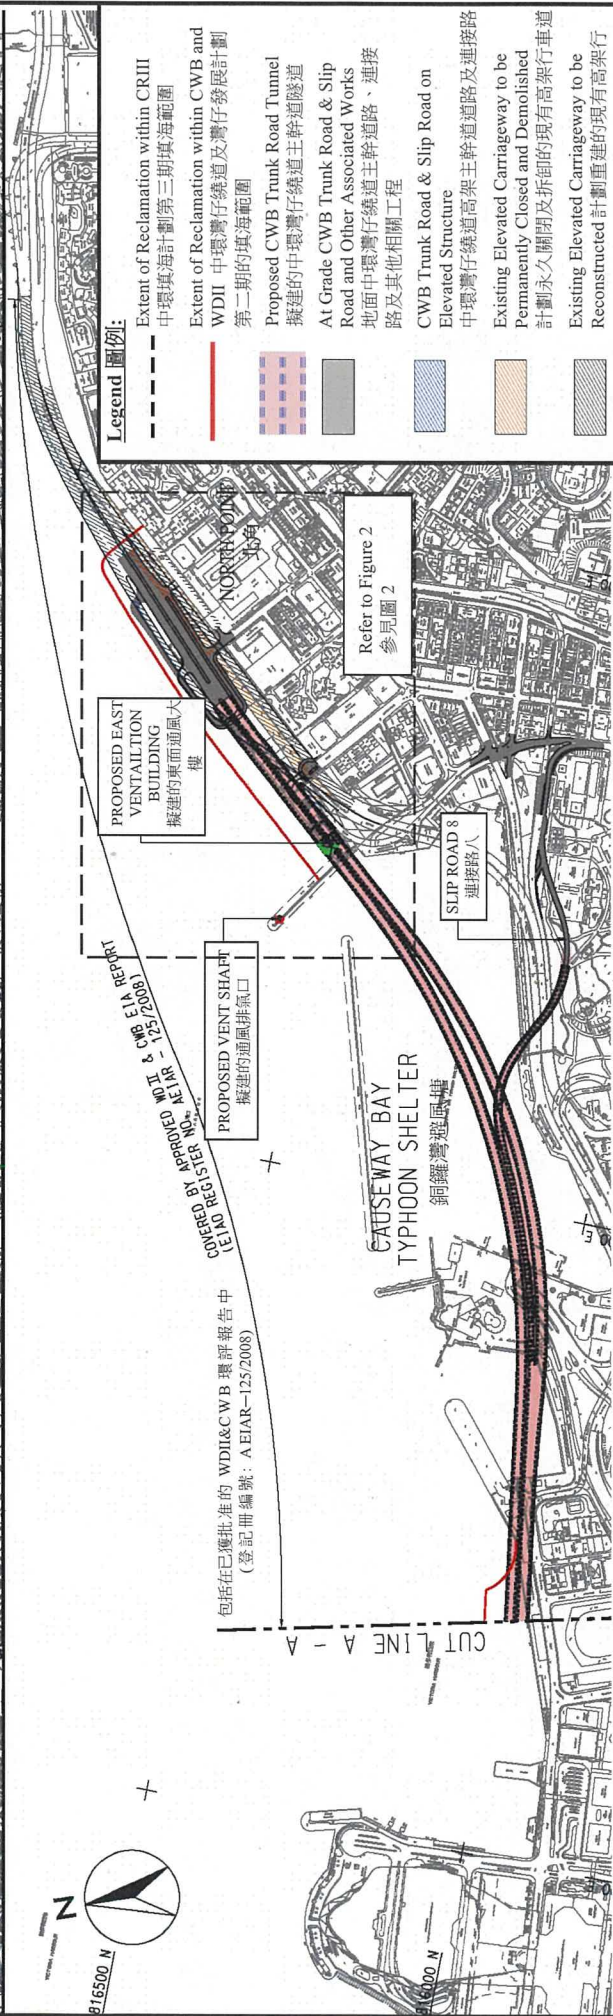 N
816500 N
816000 N
CUT LINE A - A
包括在已獲批准的 WDII&CWB 環評報告中
(登記冊編號: AEIAR-125/2008)
COVERED BY APPROVED WD II & CWB EIA REPORT
(EIAO REGISTER NO. AEIAR - 125/2008)
CAUSEWAY BAY
TYPHOON SHELTER
銅鑼灣避風塘
PROPOSED VENT SHAFT
擬建的通風排氣口
PROPOSED EAST
VENTAILTION
BUILDING
擬建的東面通風大
樓
SLIP ROAD 8
連接路八
NORTH POINT
北角
Refer to Figure 2
參見圖 2
Legend 圖例:
Extent of Reclamation within CRIII
中環填海計劃第三期填海範圍
Extent of Reclamation within CWB and
WDII 中環灣仔繞道及灣仔發展計劃
第二期的填海範圍
Proposed CWB Trunk Road Tunnel
擬建的中環灣仔繞道主幹道隧道
At Grade CWB Trunk Road & Slip
Road and Other Associated Works
地面中環灣仔繞道主幹道路、連接
路及其他相關工程
CWB Trunk Road & Slip Road on
Elevated Structure
中環灣仔繞道高架主幹道道路及連接路
Existing Elevated Carriageway to be
Permanently Closed and Demolished
計劃永久關閉及拆卸的現有高架行車道
Existing Elevated Carriageway to be
Reconstructed 計劃重建的現有高架行